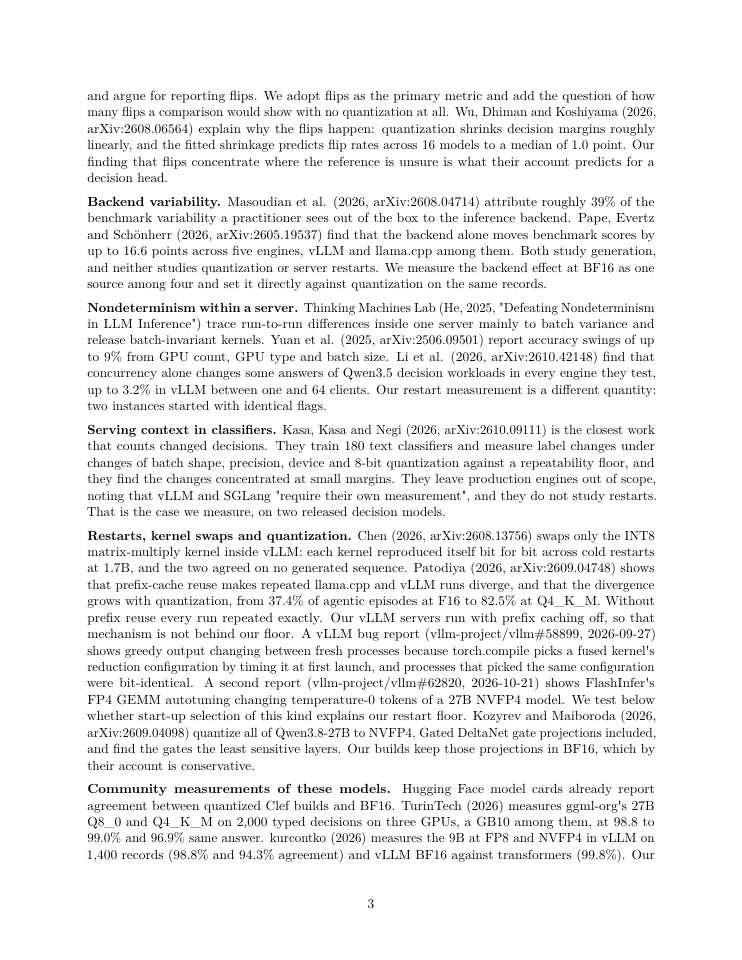 and argue for reporting flips. We adopt flips as the primary metric and add the question of how
many flips a comparison would show with no quantization at all. Wu, Dhiman and Koshiyama (2026,
arXiv:2608.06564) explain why the flips happen: quantization shrinks decision margins roughly
linearly, and the fitted shrinkage predicts flip rates across 16 models to a median of 1.0 point. Our
finding that flips concentrate where the reference is unsure is what their account predicts for a
decision head.
Backend variability. Masoudian et al. (2026, arXiv:2608.04714) attribute roughly 39% of the
benchmark variability a practitioner sees out of the box to the inference backend. Pape, Evertz
and Schönherr (2026, arXiv:2605.19537) find that the backend alone moves benchmark scores by
up to 16.6 points across five engines, vLLM and llama.cpp among them. Both study generation,
and neither studies quantization or server restarts. We measure the backend effect at BF16 as one
source among four and set it directly against quantization on the same records.
Nondeterminism within a server. Thinking Machines Lab (He, 2025, "Defeating Nondeterminism
in LLM Inference") trace run-to-run differences inside one server mainly to batch variance and
release batch-invariant kernels. Yuan et al. (2025, arXiv:2506.09501) report accuracy swings of up
to 9% from GPU count, GPU type and batch size. Li et al. (2026, arXiv:2610.42148) find that
concurrency alone changes some answers of Qwen3.5 decision workloads in every engine they test,
up to 3.2% in vLLM between one and 64 clients. Our restart measurement is a different quantity:
two instances started with identical flags.
Serving context in classifiers. Kasa, Kasa and Negi (2026, arXiv:2610.09111) is the closest work
that counts changed decisions. They train 180 text classifiers and measure label changes under
changes of batch shape, precision, device and 8-bit quantization against a repeatability floor, and
they find the changes concentrated at small margins. They leave production engines out of scope,
noting that vLLM and SGLang "require their own measurement", and they do not study restarts.
That is the case we measure, on two released decision models.
Restarts, kernel swaps and quantization. Chen (2026, arXiv:2608.13756) swaps only the INT8
matrix-multiply kernel inside vLLM: each kernel reproduced itself bit for bit across cold restarts
at 1.7B, and the two agreed on no generated sequence. Patodiya (2026, arXiv:2609.04748) shows
that prefix-cache reuse makes repeated llama.cpp and vLLM runs diverge, and that the divergence
grows with quantization, from 37.4% of agentic episodes at F16 to 82.5% at Q4_K_M. Without
prefix reuse every run repeated exactly. Our vLLM servers run with prefix caching off, so that
mechanism is not behind our floor. A vLLM bug report (vllm-project/vllm#58899, 2026-09-27)
shows greedy output changing between fresh processes because torch.compile picks a fused kernel's
reduction configuration by timing it at first launch, and processes that picked the same configuration
were bit-identical. A second report (vllm-project/vllm#62820, 2026-10-21) shows FlashInfer's
FP4 GEMM autotuning changing temperature-0 tokens of a 27B NVFP4 model. We test below
whether start-up selection of this kind explains our restart floor. Kozyrev and Maiboroda (2026,
arXiv:2609.04098) quantize all of Qwen3.8-27B to NVFP4, Gated DeltaNet gate projections included,
and find the gates the least sensitive layers. Our builds keep those projections in BF16, which by
their account is conservative.
Community measurements of these models. Hugging Face model cards already report
agreement between quantized Clef builds and BF16. TurinTech (2026) measures ggml-org's 27B
Q8_0 and Q4_K_M on 2,000 typed decisions on three GPUs, a GB10 among them, at 98.8 to
99.0% and 96.9% same answer. kurcontko (2026) measures the 9B at FP8 and NVFP4 in vLLM on
1,400 records (98.8% and 94.3% agreement) and vLLM BF16 against transformers (99.8%). Our
3